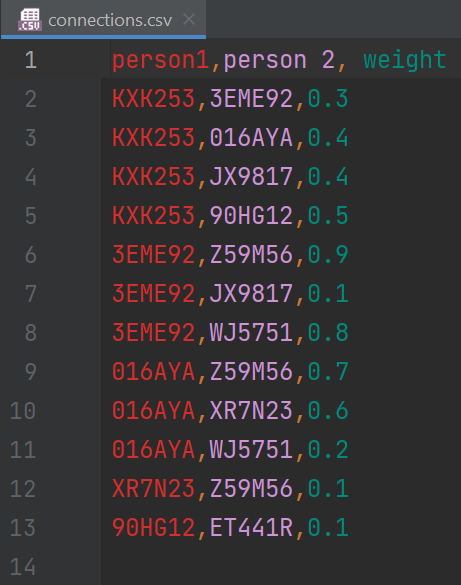 CSV connections.csv
1 person1,person 2, weight
2 KXK253,3EME92,0.3
3 KXK253,016AYA,0.4
4 KXK253,JX9817,0.4
5 KXK253,90HG12,0.5
6 3EME92,Z59M56,0.9
7 3EME92,JX9817,0.1
8 3EME92,WJ5751,0.8
9 016AYA,Z59M56,0.7
10 016AYA,XR7N23,0.6
11 016AYA,WJ5751,0.2
12 XR7N23,Z59M56,0.1
13 90HG12,ET441R,0.1
14